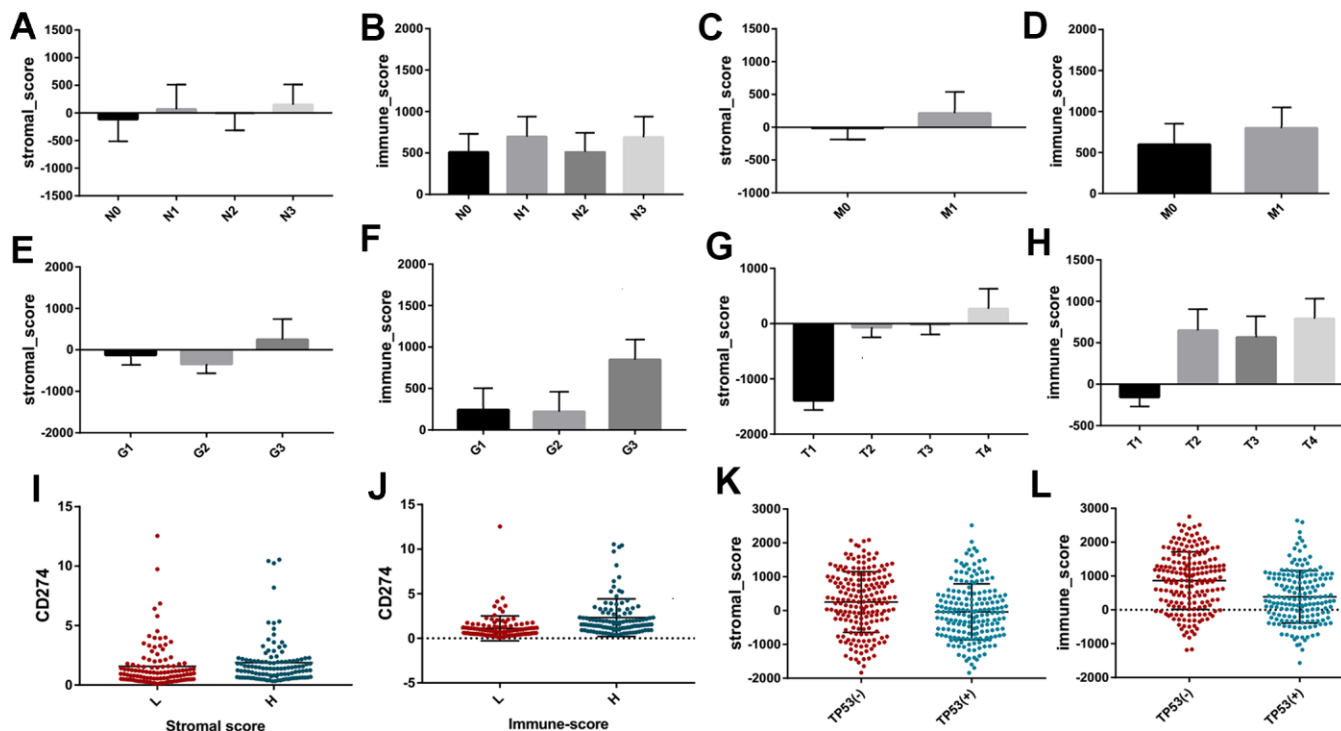 A
stromal_score
1500
1000
500
0
-500
-1000
-1500
N0 N1 N2 N3
B
immune_score
2000
1500
1000
500
0
N0 N1 N2 N3
C
stromal_score
1500
1000
500
0
-500
-1000
M0 M1
D
immune_score
2000
1500
1000
500
0
M0 M1
E
stromal_score
2000
1000
0
-1000
-2000
G1 G2 G3
F
immune_score
2000
1500
1000
500
0
G1 G2 G3
G
stromal_score
1000
0
-1000
-2000
T1 T2 T3 T4
H
immune_score
1500
1000
500
0
-500
T1 T2 T3 T4
I
CD274
15
10
5
0
L H
Stromal score
J
CD274
15
10
5
0
-5
L H
Immune-score
K
stromal_score
3000
2000
1000
0
-1000
-2000
TP53(-) TP53(+)
L
immune_score
3000
2000
1000
0
-1000
-2000
TP53(-) TP53(+)